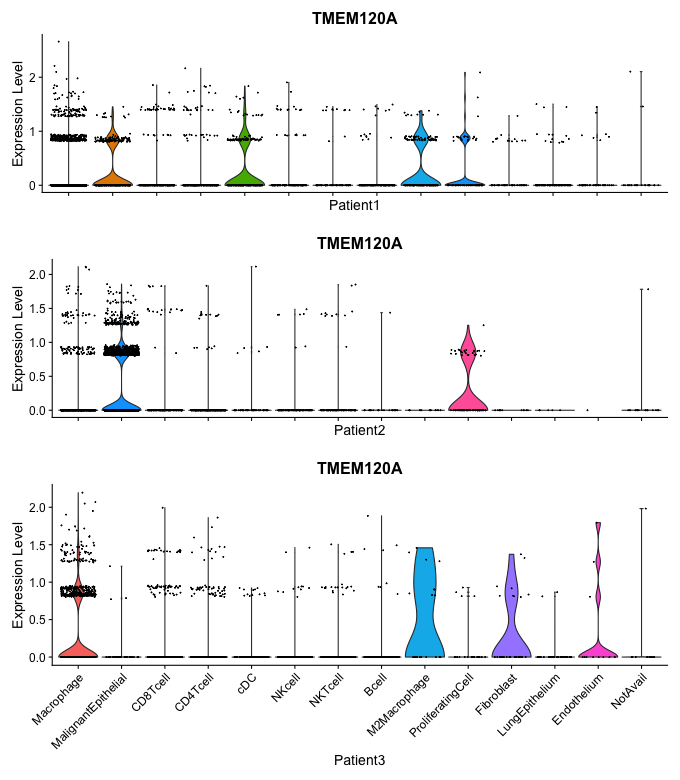 TMEM120A
Expression Level
2
1
0
Patient1
TMEM120A
Expression Level
2.0
1.5
1.0
0.5
0.0
Patient2
TMEM120A
Expression Level
2.0
1.5
1.0
0.5
0.0
Macrophage
MalignantEpithelial
CD8Tcell
CD4Tcell
cDC
NKcell
NKTcell
Bcell
M2Macrophage
ProliferatingCell
Fibroblast
LungEpithelium
Endothelium
NotAvail
Patient3